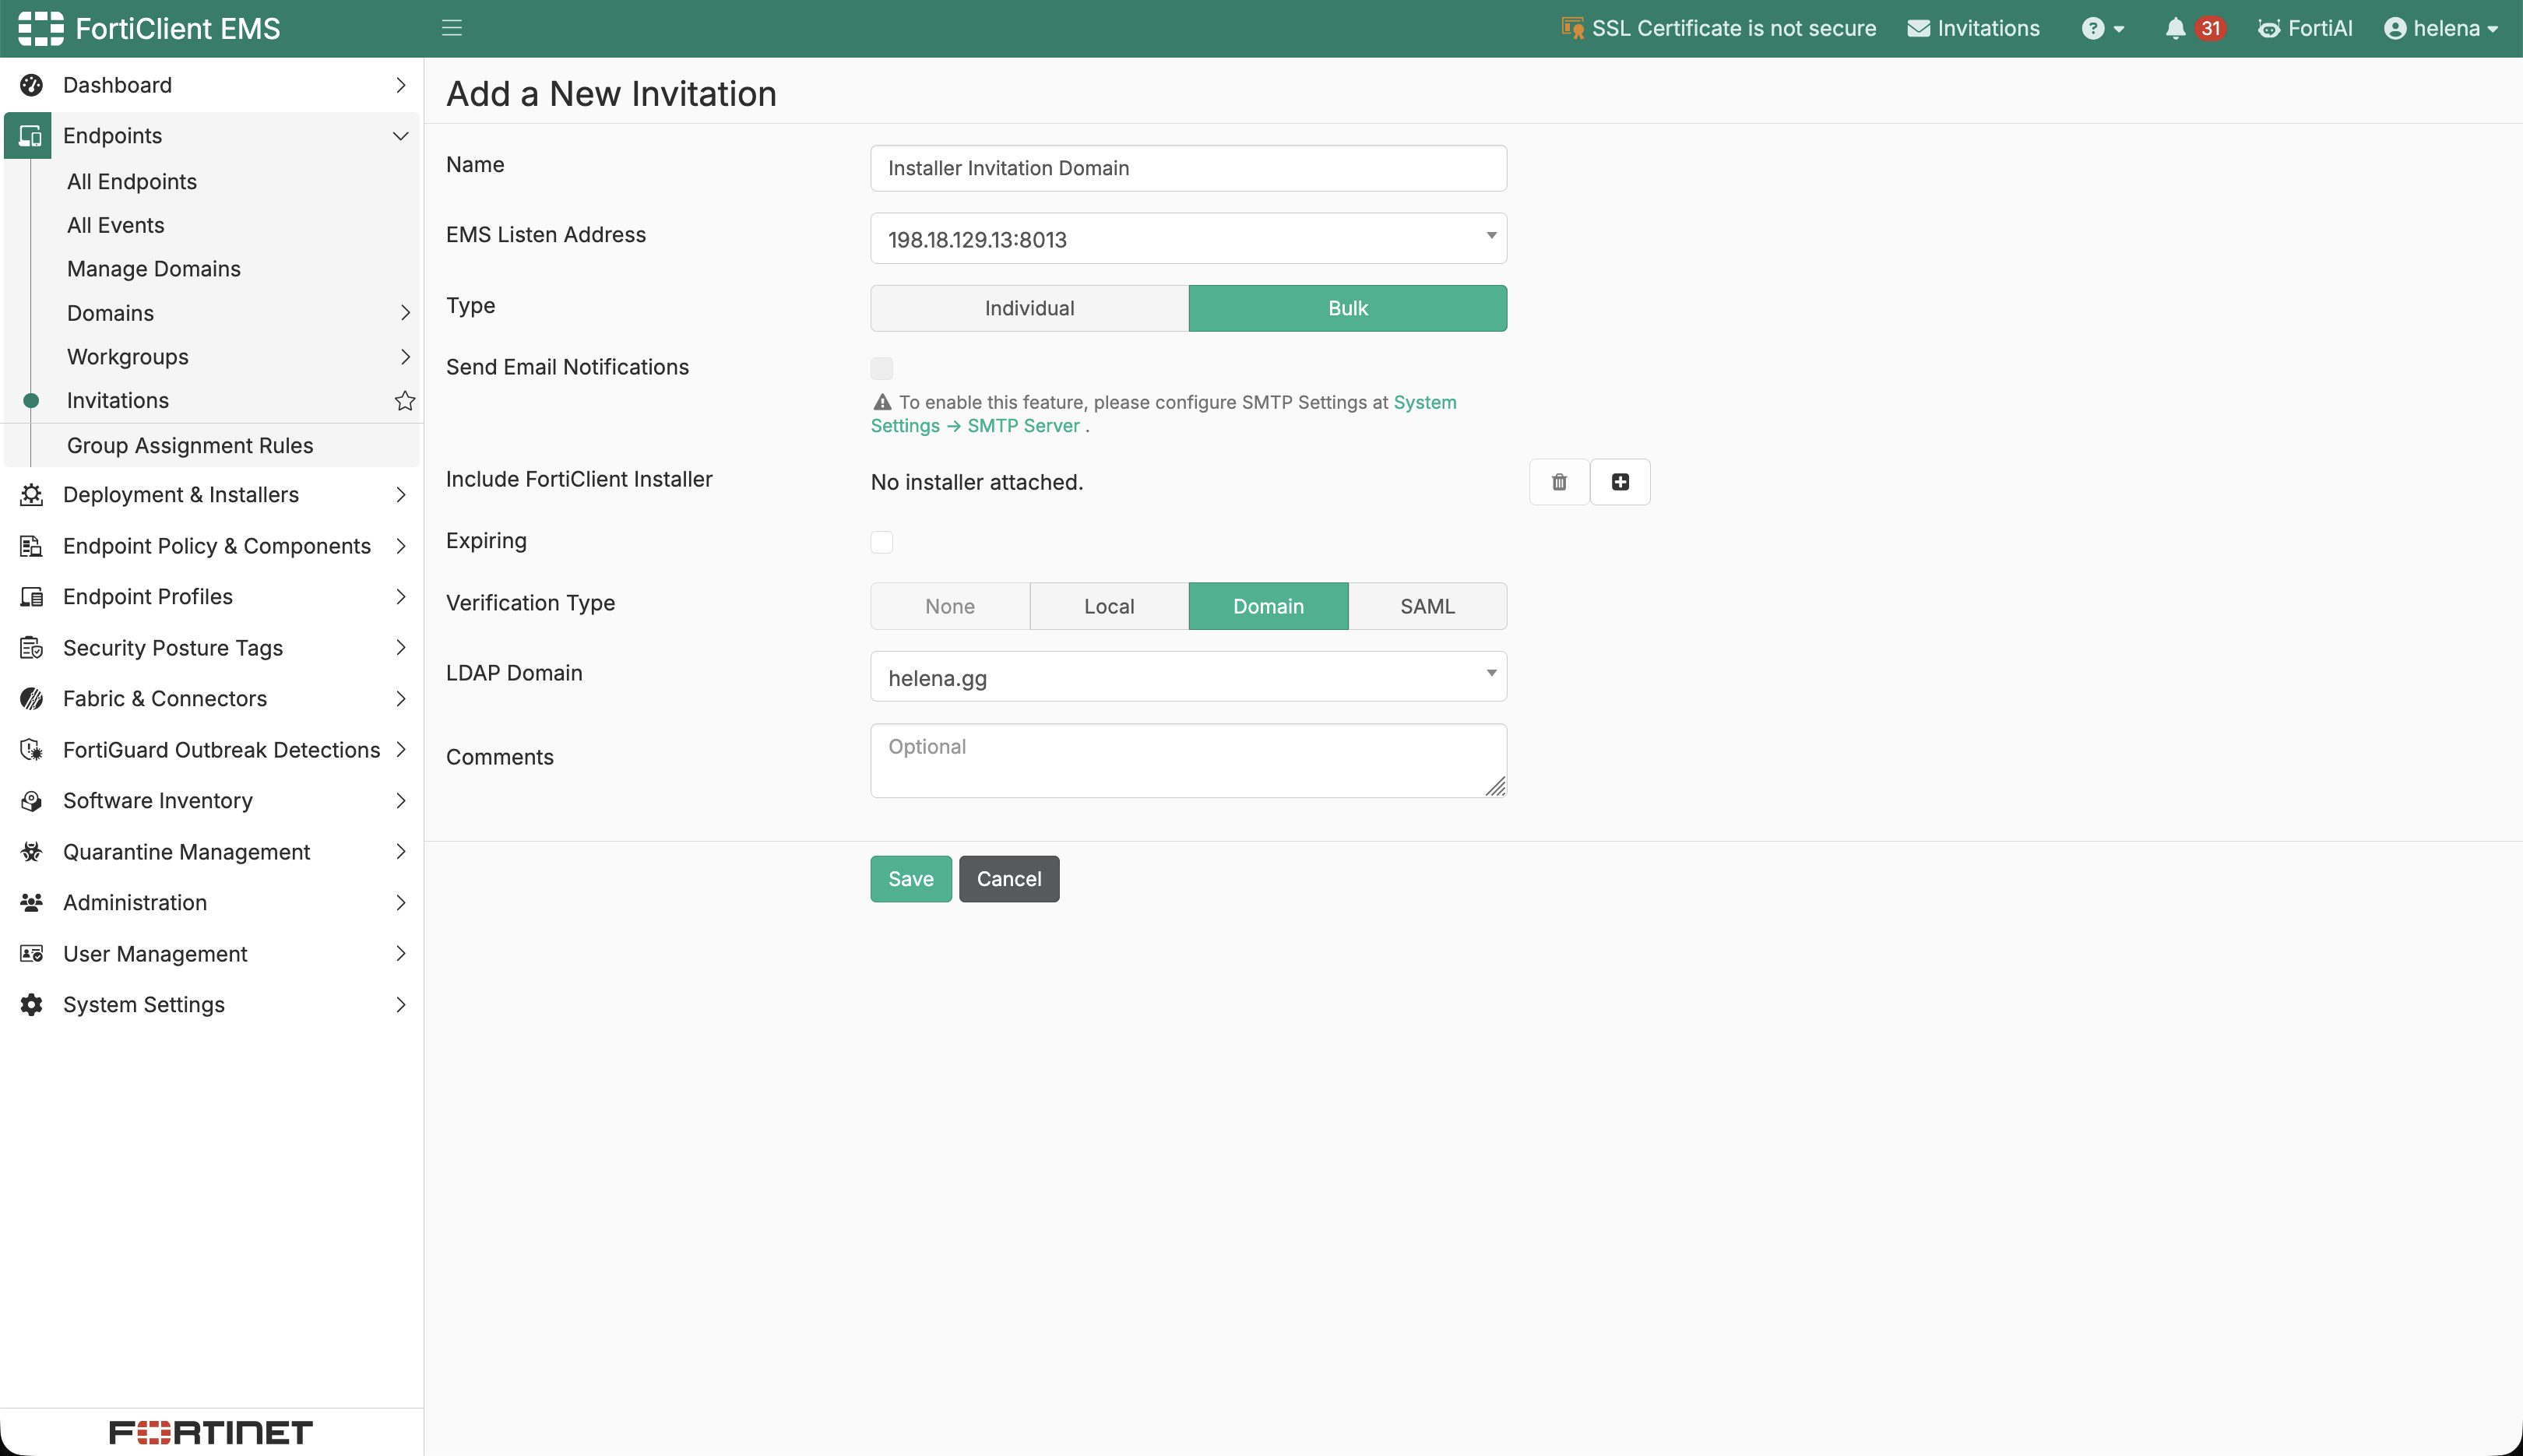 FortiClient EMS
SSL Certificate is not secure
Invitations
31
FortiAI
helena
Dashboard
Endpoints
All Endpoints
All Events
Manage Domains
Domains
Workgroups
Invitations
Group Assignment Rules
Deployment & Installers
Endpoint Policy & Components
Endpoint Profiles
Security Posture Tags
Fabric & Connectors
FortiGuard Outbreak Detections
Software Inventory
Quarantine Management
Administration
User Management
System Settings
FORTINET
Add a New Invitation
Name
Installer Invitation Domain
EMS Listen Address
198.18.129.13:8013
Type
Individual
Bulk
Send Email Notifications
To enable this feature, please configure SMTP Settings at System
Settings → SMTP Server .
Include FortiClient Installer
No installer attached.
Expiring
Verification Type
None
Local
Domain
SAML
LDAP Domain
helena.gg
Comments
Optional
Save
Cancel